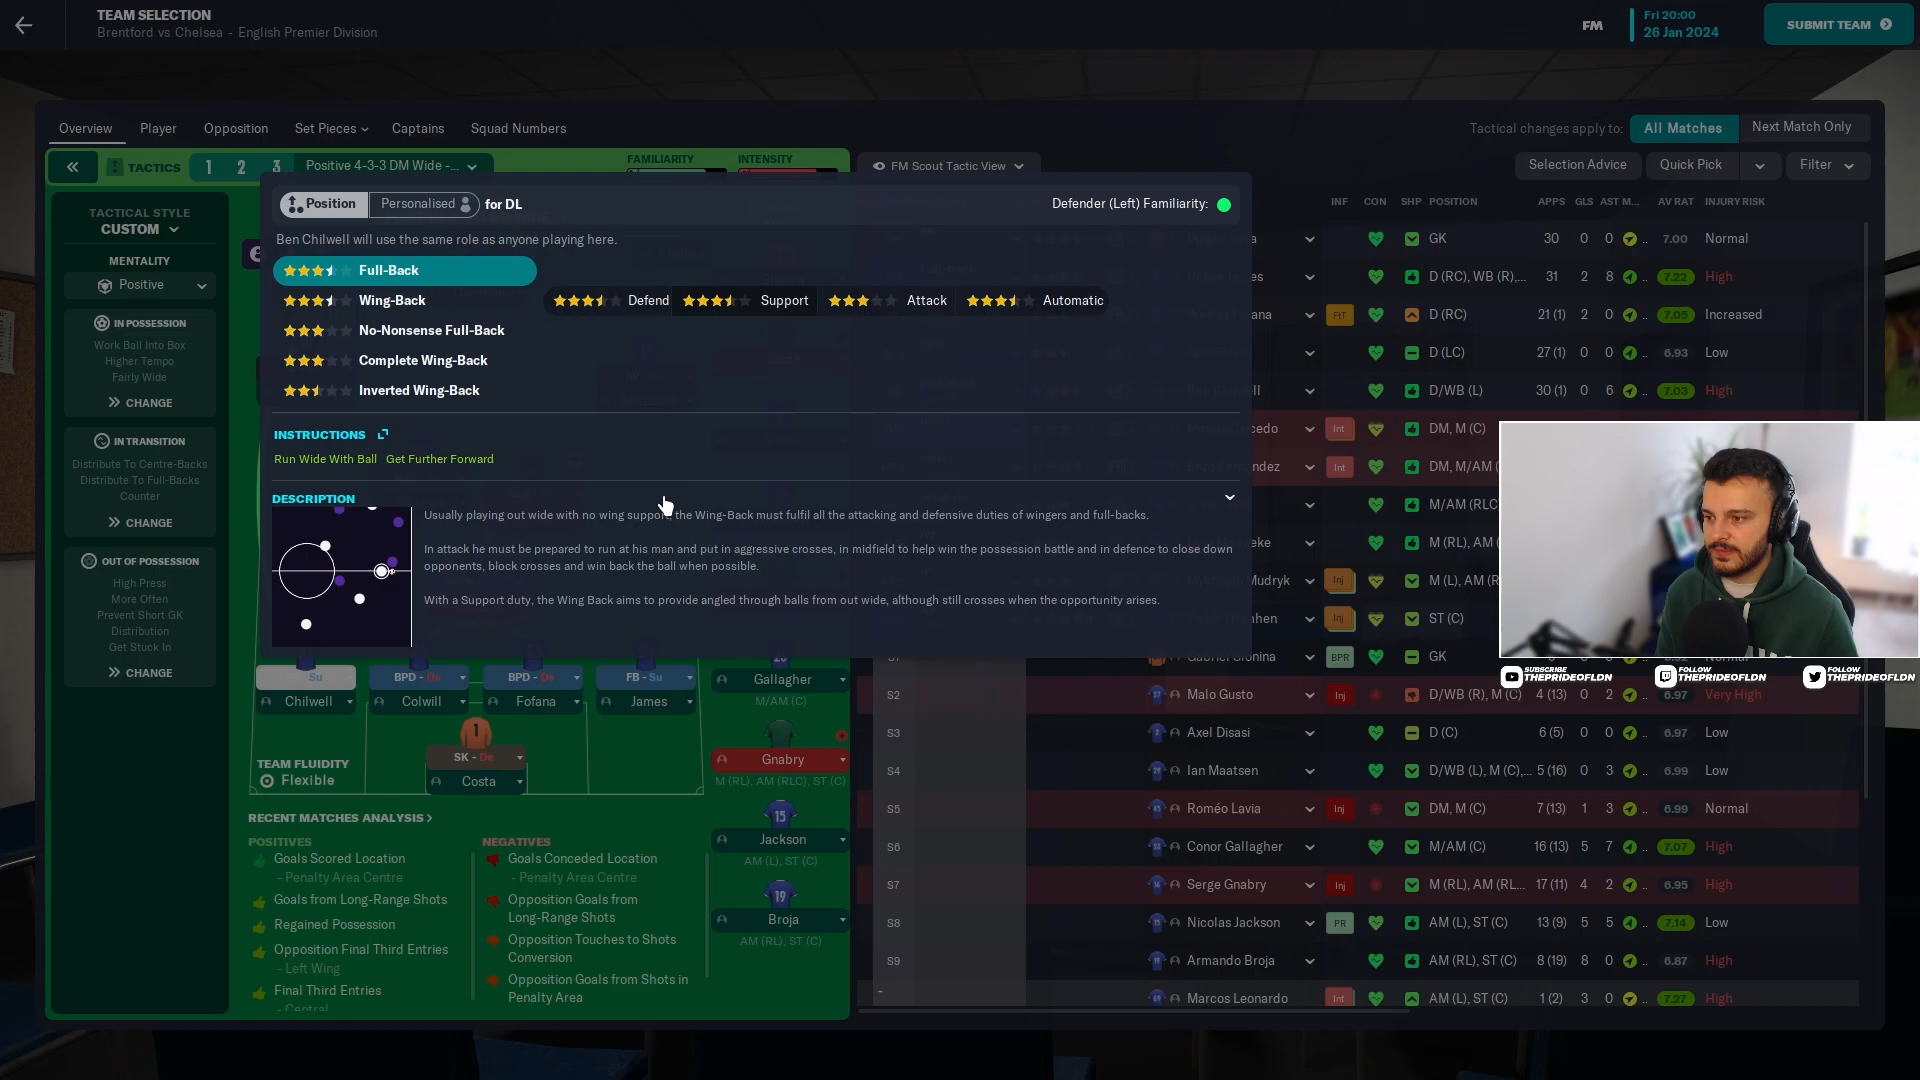 TEAM SELECTION
Brentford vs Chelsea - English Premier Division
FM
Fri 20:00
26 Jan 2024
SUBMIT TEAM
Overview
Player
Opposition
Set Pieces
Captains
Squad Numbers
Tactical changes apply to:
All Matches
Next Match Only
TACTICS
1 2 3
Positive 4-3-3 DM Wide -...
FAMILIARITY
INTENSITY
FM Scout Tactic View
Selection Advice
Quick Pick
Filter
TACTICAL STYLE
CUSTOM
MENTALITY
Positive
IN POSSESSION
Work Ball Into Box
Higher Tempo
Fairly Wide
CHANGE
IN TRANSITION
Distribute To Centre-Backs
Distribute To Full-Backs
Counter
CHANGE
OUT OF POSSESSION
High Press
More Often
Prevent Short GK
Distribution
Get Stuck In
CHANGE
Position
Personalised
for DL
Defender (Left) Familiarity:
Ben Chilwell will use the same role as anyone playing here.
Full-Back
Wing-Back
Defend
Support
Attack
Automatic
No-Nonsense Full-Back
Complete Wing-Back
Inverted Wing-Back
INSTRUCTIONS
Run Wide With Ball Get Further Forward
DESCRIPTION
Usually playing out wide with no wing support, the Wing-Back must fulfil all the attacking and defensive duties of wingers and full-backs.
In attack he must be prepared to run at his man and put in aggressive crosses, in midfield to help win the possession battle and in defence to close down
opponents, block crosses and win back the ball when possible.
With a Support duty, the Wing Back aims to provide angled through balls from out wide, although still crosses when the opportunity arises.
INF CON SHP POSITION APPS GLS AST M... AV RAT INJURY RISK
GK 30 0 0 7.00 Normal
D (RC), WB (R),... 31 2 8 7.22 High
FtT D (RC) 21 (1) 2 0 .. 7.05 Increased
D (LC) 27 (1) 0 0 .. 6.93 Low
D/WB (L) 30 (1) 0 6 .. 7.03 High
Int DM, M (C)
Int DM, M/AM (
M/AM (RLC
M (RL), AM (
Mudryk Inj M (L), AM (R
Inj ST (C)
GK
BPR
S2 Malo Gusto Inj D/WB (R), M (C) 4 (13) 0 2 .. 6.97 Very High
S3 Axel Disasi D (C) 6 (5) 0 0 .. 6.97 Low
S4 Ian Maatsen D/WB (L), M (C),... 5 (16) 0 3 .. 6.99 Low
S5 Roméo Lavia Inj DM, M (C) 7 (13) 1 3 .. 6.99 Normal
S6 Conor Gallagher M/AM (C) 16 (13) 5 7 .. 7.07 High
S7 Serge Gnabry Inj M (RL), AM (RL... 17 (11) 4 2 .. 6.95 High
S8 Nicolas Jackson PR AM (L), ST (C) 13 (9) 5 5 .. 7.14 Low
S9 Armando Broja AM (RL), ST (C) 8 (19) 8 0 .. 6.87 High
- Marcos Leonardo Int AM (L), ST (C) 1 (2) 3 0 .. 7.27 High
Su
BPD - De
BPD - De
FB - Su
Chilwell
Colwill
Fofana
James
1
SK - De
Costa
TEAM FLUIDITY
Flexible
Gallagher
M/AM (C)
Gnabry
M (RL), AM (RLC), ST (C)
15
Jackson
AM (L), ST (C)
19
Broja
AM (RL), ST (C)
RECENT MATCHES ANALYSIS
POSITIVES
Goals Scored Location
- Penalty Area Centre
Goals from Long-Range Shots
Regained Possession
Opposition Final Third Entries
- Left Wing
Final Third Entries
- Central
NEGATIVES
Goals Conceded Location
- Penalty Area Centre
Opposition Goals from
Long-Range Shots
Opposition Touches to Shots
Conversion
Opposition Goals from Shots in
Penalty Area
SUBSCRIBE
THEPRIDEOFLDN
FOLLOW
THEPRIDEOFLDN
FOLLOW
THEPRIDEOFLDN